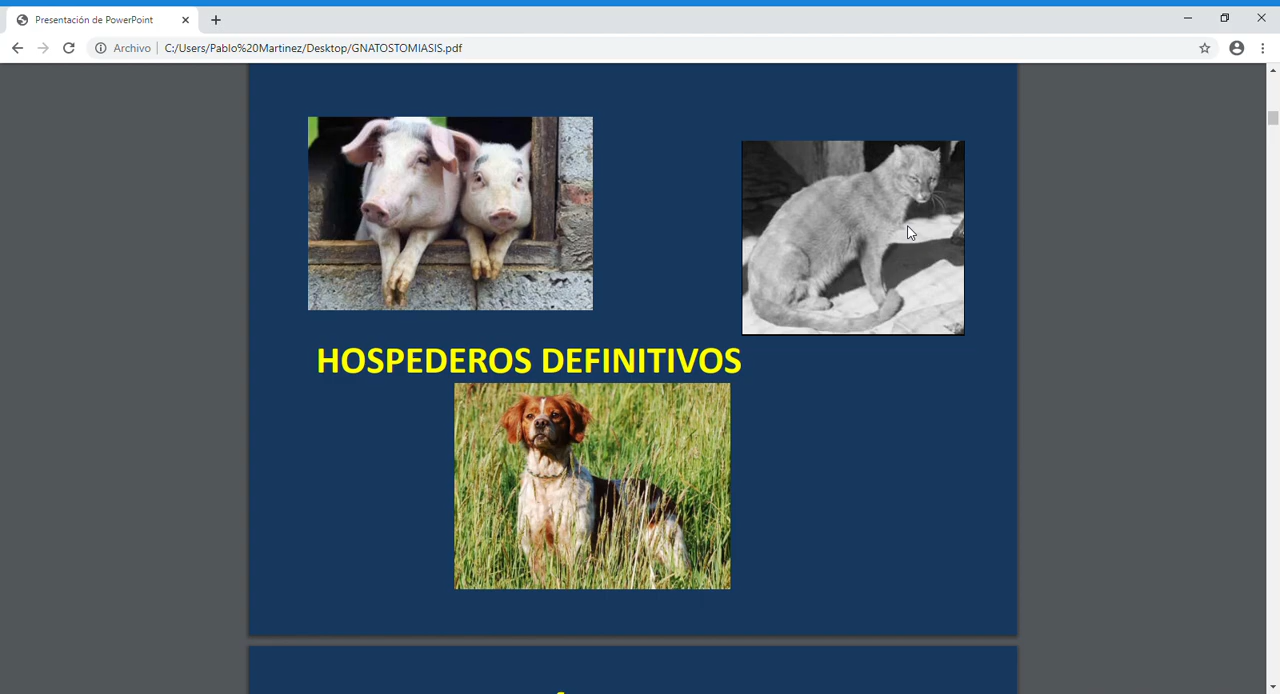 Presentación de PowerPoint
Archivo
C:/Users/Pablo%20Martinez/Desktop/GNATOSTOMIASIS.pdf
HOSPEDEROS DEFINITIVOS